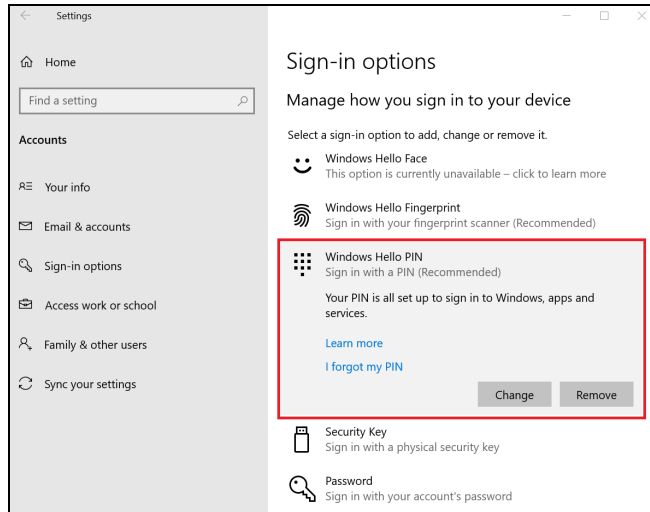 Settings
Home
Find a setting
Accounts
Your info
Email & accounts
Sign-in options
Access work or school
Family & other users
Sync your settings
Sign-in options
Manage how you sign in to your device
Select a sign-in option to add, change or remove it.
Windows Hello Face
This option is currently unavailable – click to learn more
Windows Hello Fingerprint
Sign in with your fingerprint scanner (Recommended)
Windows Hello PIN
Sign in with a PIN (Recommended)
Your PIN is all set up to sign in to Windows, apps and
services.
Learn more
I forgot my PIN
Change Remove
Security Key
Sign in with a physical security key
Password
Sign in with your account's password